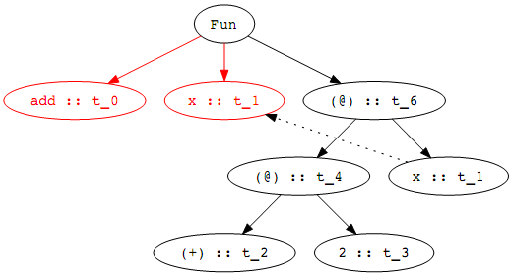 Fun
add :: t_0
x :: t_1
(@) :: t_6
(@) :: t_4
x :: t_1
(+) :: t_2
2 :: t_3